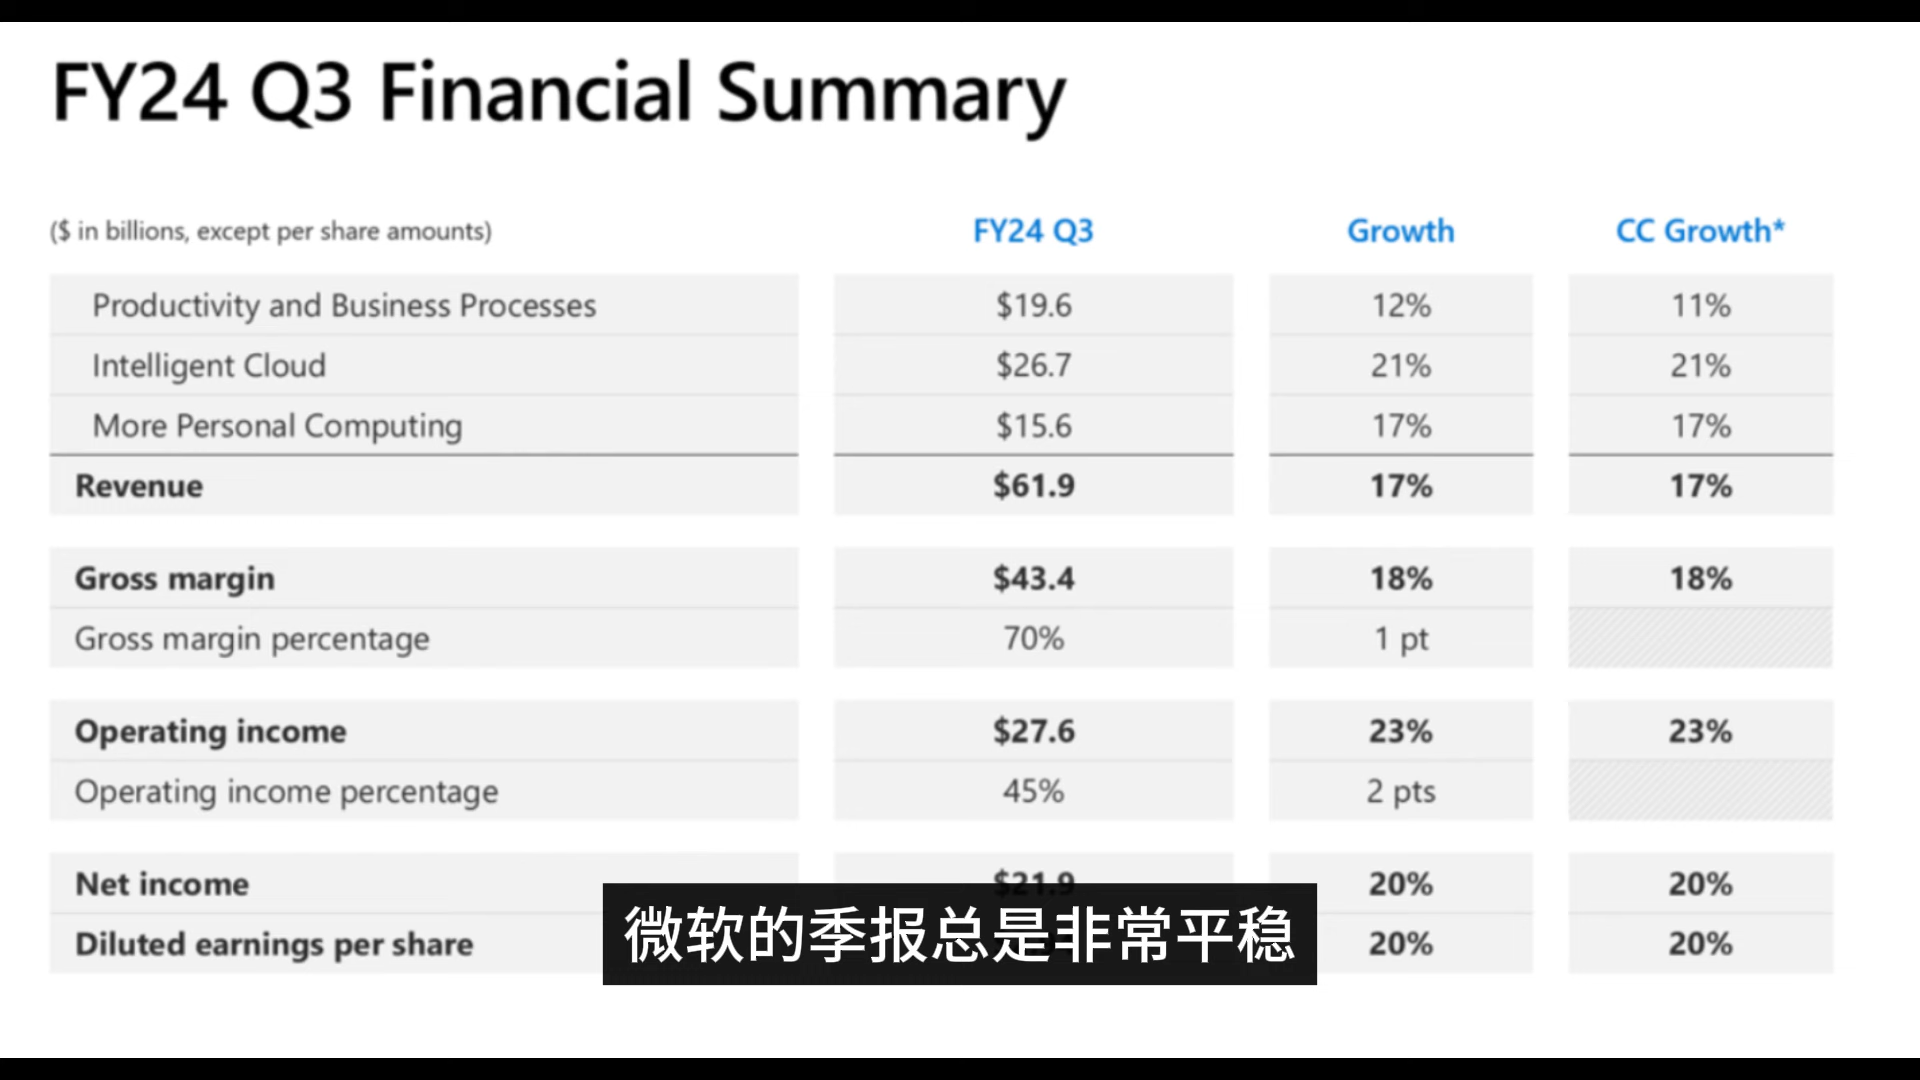 FY24 Q3 Financial Summary
($ in billions, except per share amounts) FY24 Q3 Growth CC Growth*
Productivity and Business Processes $19.6 12% 11%
Intelligent Cloud $26.7 21% 21%
More Personal Computing $15.6 17% 17%
Revenue $61.9 17% 17%
Gross margin $43.4 18% 18%
Gross margin percentage 70% 1 pt
Operating income $27.6 23% 23%
Operating income percentage 45% 2 pts
Net income $21.9 20% 20%
Diluted earnings per share 20% 20%
微软的季报总是非常平稳